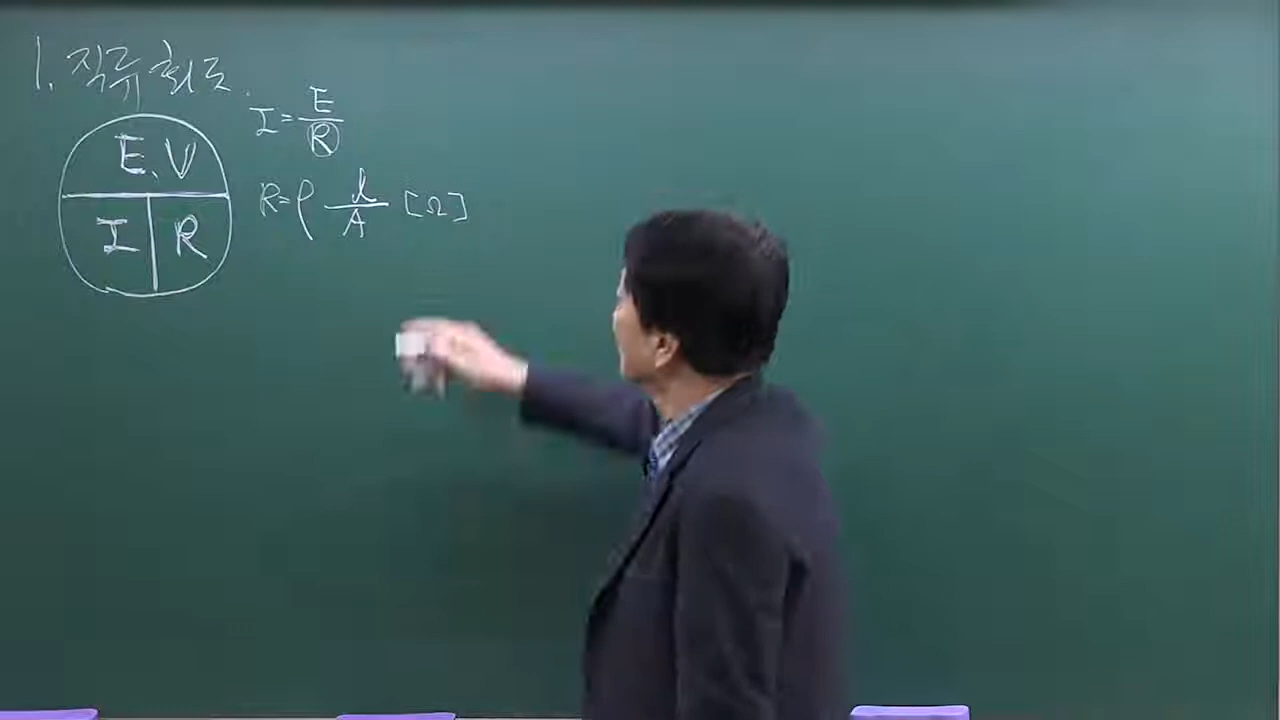 1. 직류회로.
E, V
I R
I = E/R
R = ρ l/A [Ω]